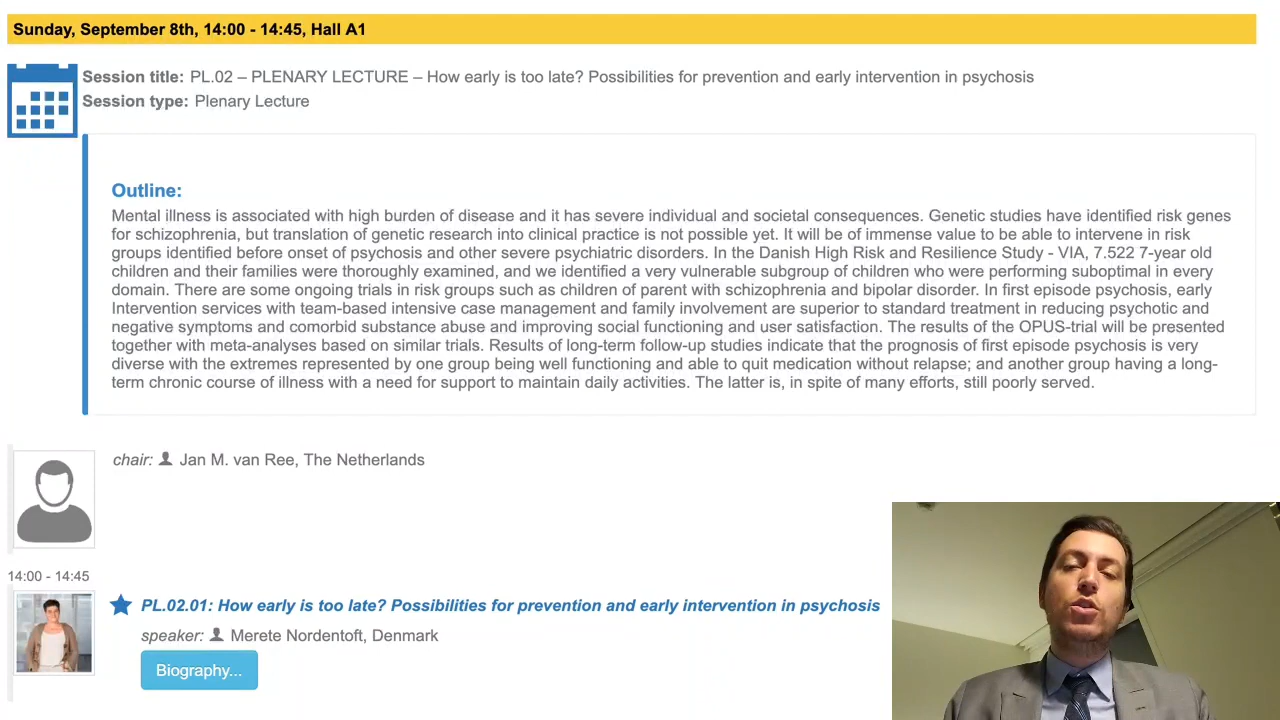 Sunday, September 8th, 14:00 - 14:45, Hall A1
Session title: PL.02 – PLENARY LECTURE – How early is too late? Possibilities for prevention and early intervention in psychosis
Session type: Plenary Lecture
Outline:
Mental illness is associated with high burden of disease and it has severe individual and societal consequences. Genetic studies have identified risk genes
for schizophrenia, but translation of genetic research into clinical practice is not possible yet. It will be of immense value to be able to intervene in risk
groups identified before onset of psychosis and other severe psychiatric disorders. In the Danish High Risk and Resilience Study - VIA, 7.522 7-year old
children and their families were thoroughly examined, and we identified a very vulnerable subgroup of children who were performing suboptimal in every
domain. There are some ongoing trials in risk groups such as children of parent with schizophrenia and bipolar disorder. In first episode psychosis, early
Intervention services with team-based intensive case management and family involvement are superior to standard treatment in reducing psychotic and
negative symptoms and comorbid substance abuse and improving social functioning and user satisfaction. The results of the OPUS-trial will be presented
together with meta-analyses based on similar trials. Results of long-term follow-up studies indicate that the prognosis of first episode psychosis is very
diverse with the extremes represented by one group being well functioning and able to quit medication without relapse; and another group having a long-
term chronic course of illness with a need for support to maintain daily activities. The latter is, in spite of many efforts, still poorly served.
chair: Jan M. van Ree, The Netherlands
14:00 - 14:45
PL.02.01: How early is too late? Possibilities for prevention and early intervention in psychosis
speaker: Merete Nordentoft, Denmark
Biography...